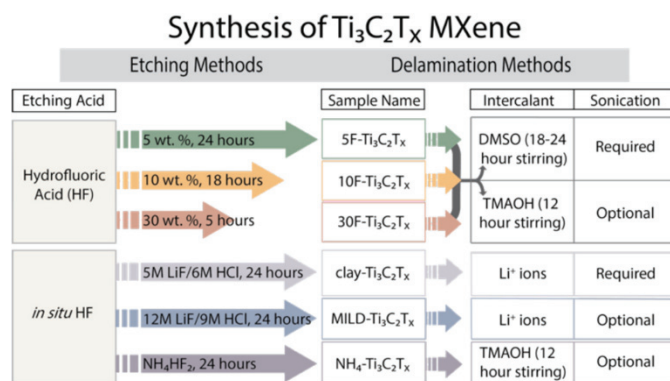 Synthesis of Ti₃C₂Tₓ MXene
Etching Methods
Delamination Methods
Etching Acid
Sample Name
Intercalant
Sonication
Hydrofluoric
Acid (HF)
5 wt. %, 24 hours
5F-Ti₃C₂Tₓ
10 wt. %, 18 hours
10F-Ti₃C₂Tₓ
30 wt. %, 5 hours
30F-Ti₃C₂Tₓ
DMSO (18-24
hour stirring)
Required
TMAOH (12
hour stirring)
Optional
in situ HF
5M LiF/6M HCl, 24 hours
clay-Ti₃C₂Tₓ
Li⁺ ions
Required
12M LiF/9M HCl, 24 hours
MILD-Ti₃C₂Tₓ
Li⁺ ions
Optional
NH₄HF₂, 24 hours
NH₄-Ti₃C₂Tₓ
TMAOH (12
hour stirring)
Optional